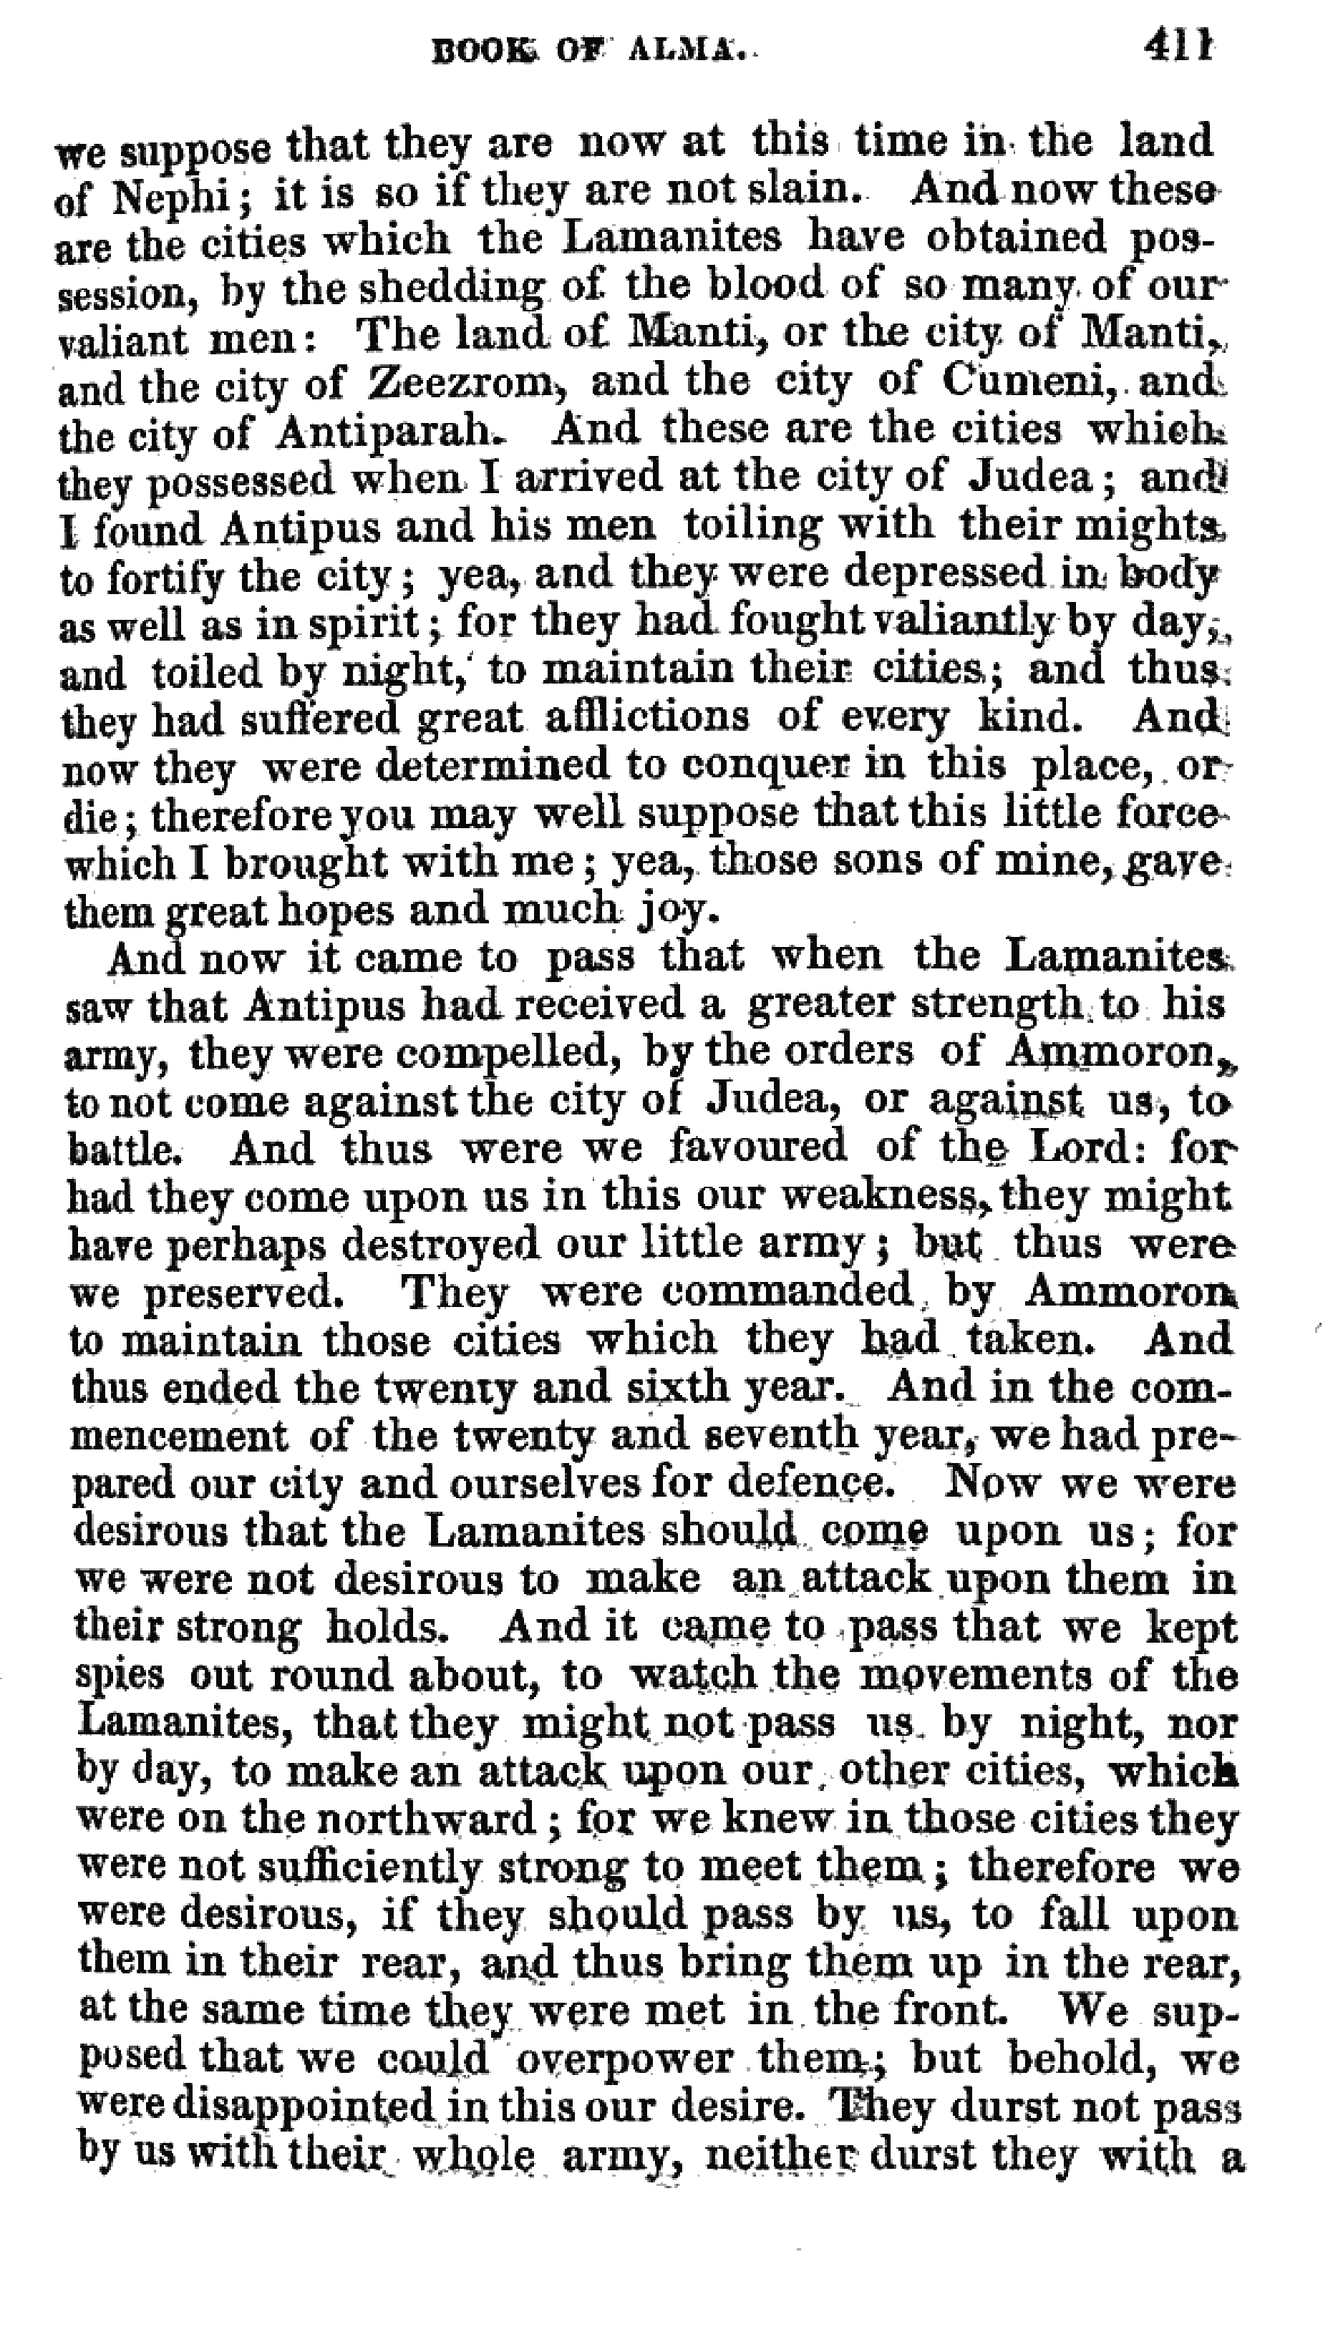 BOOK OF ALMA. 411
we suppose that they are now at this time in the land
of Nephi; it is so if they are not slain. And now these
are the cities which the Lamanites have obtained pos-
session, by the shedding of the blood of so many of our
valiant men: The land of Manti, or the city of Manti,
and the city of Zeezrom, and the city of Cumeni, and
the city of Antiparah. And these are the cities which
they possessed when I arrived at the city of Judea; and
I found Antipus and his men toiling with their mights
to fortify the city; yea, and they were depressed in body
as well as in spirit; for they had fought valiantly by day,
and toiled by night, to maintain their cities; and thus
they had suffered great afflictions of every kind. And
now they were determined to conquer in this place, or
die; therefore you may well suppose that this little force
which I brought with me; yea, those sons of mine, gave
them great hopes and much joy.
And now it came to pass that when the Lamanites
saw that Antipus had received a greater strength to his
army, they were compelled, by the orders of Ammoron,
to not come against the city of Judea, or against us, to
battle. And thus were we favoured of the Lord: for
had they come upon us in this our weakness, they might
have perhaps destroyed our little army; but thus were
we preserved. They were commanded by Ammoron
to maintain those cities which they had taken. And
thus ended the twenty and sixth year. And in the com-
mencement of the twenty and seventh year, we had pre-
pared our city and ourselves for defence. Now we were
desirous that the Lamanites should come upon us; for
we were not desirous to make an attack upon them in
their strong holds. And it came to pass that we kept
spies out round about, to watch the movements of the
Lamanites, that they might not pass us by night, nor
by day, to make an attack upon our other cities, which
were on the northward; for we knew in those cities they
were not sufficiently strong to meet them; therefore we
were desirous, if they should pass by us, to fall upon
them in their rear, and thus bring them up in the rear,
at the same time they were met in the front. We sup-
posed that we could overpower them; but behold, we
were disappointed in this our desire. They durst not pass
by us with their whole army, neither durst they with a